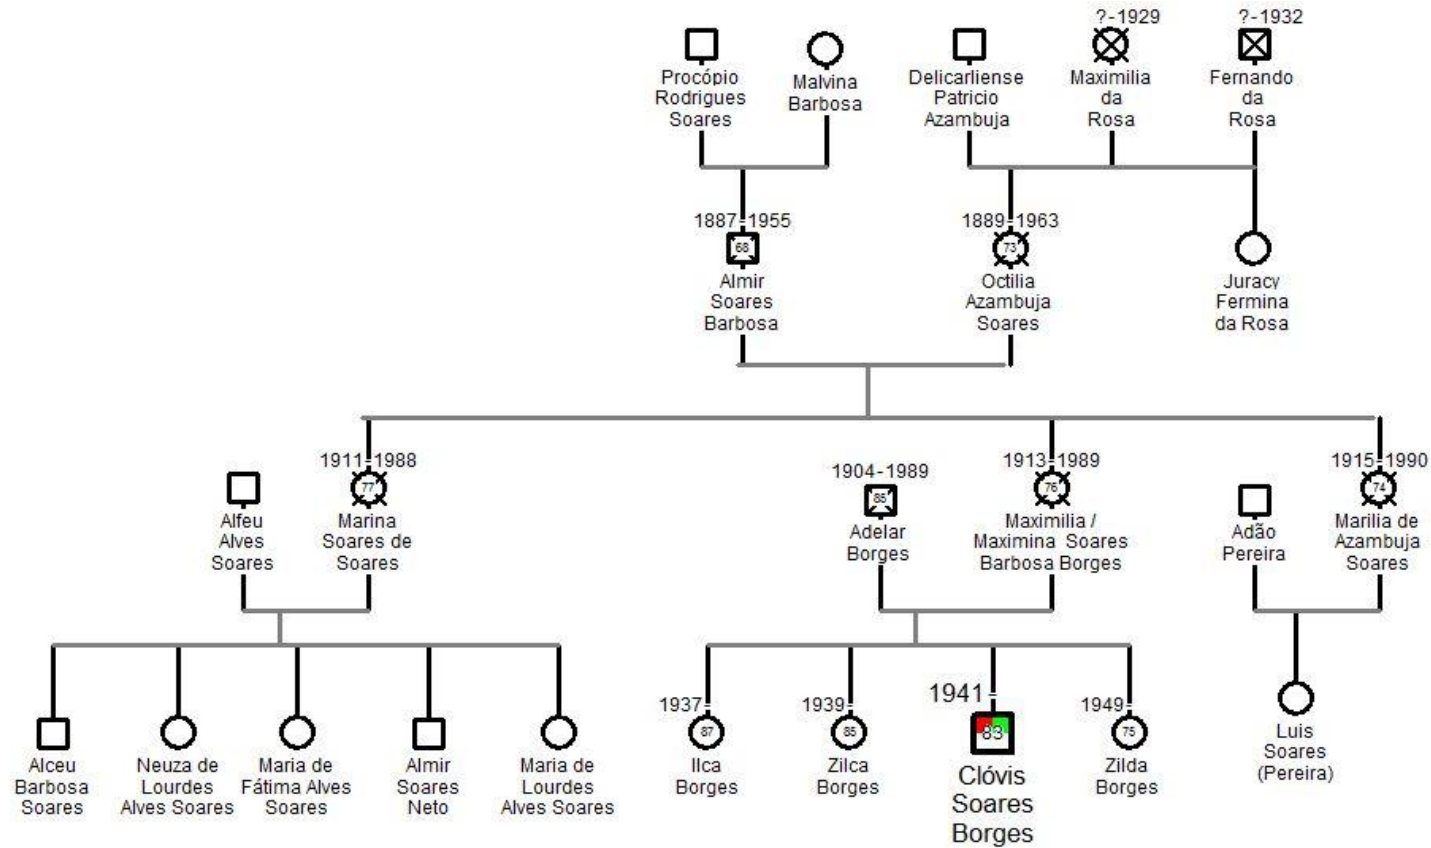 ?-1929
?-1932
Procópio
Rodrigues
Soares
Malvina
Barbosa
Delicarliense
Patricio
Azambuja
Maximilia
da
Rosa
Fernando
da
Rosa
1887-1955
68
Almir
Soares
Barbosa
1889-1963
73
Octilia
Azambuja
Soares
Juracy
Fermina
da Rosa
Alfeu
Alves
Soares
1911-1988
77
Marina
Soares de
Soares
1904-1989
85
Adelar
Borges
1913-1989
76
Maximilia /
Maximina Soares
Barbosa Borges
Adão
Pereira
1915-1990
74
Marilia de
Azambuja
Soares
Alceu
Barbosa
Soares
Neuza de
Lourdes
Alves Soares
Maria de
Fátima Alves
Soares
Almir
Soares
Neto
Maria de
Lourdes
Alves Soares
1937-
87
Ilca
Borges
1939-
85
Zilca
Borges
1941-
83
Clóvis
Soares
Borges
1949-
75
Zilda
Borges
Luis
Soares
(Pereira)